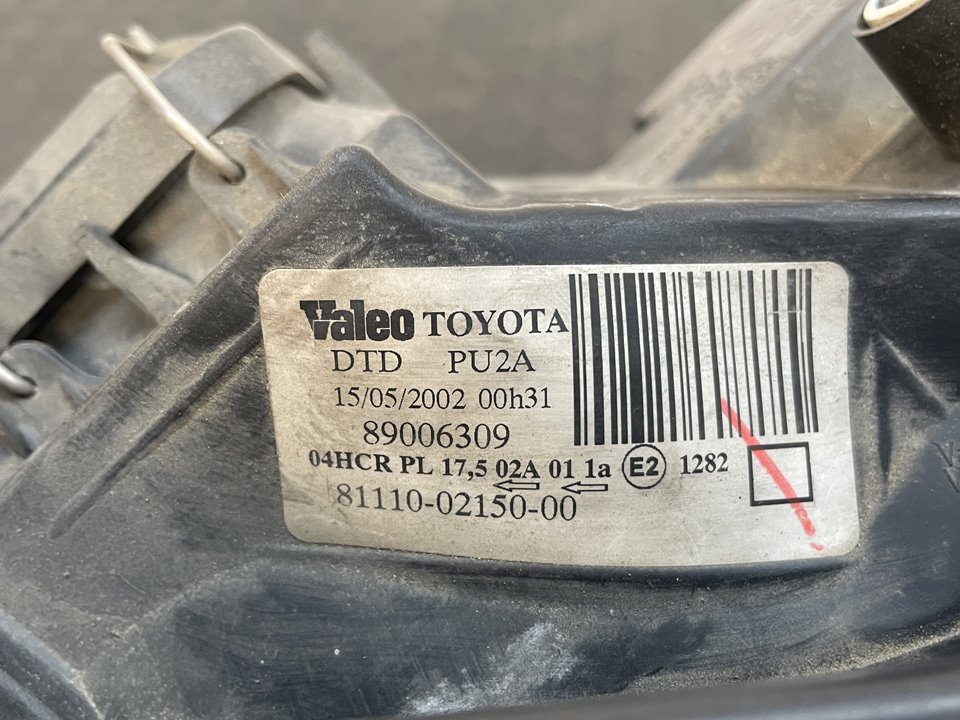 Valeo TOYOTA
DTD PU2A
15/05/2002 00h31
89006309
04HCR PL 17,5 02A 01 1a E2 1282
81110-02150-00